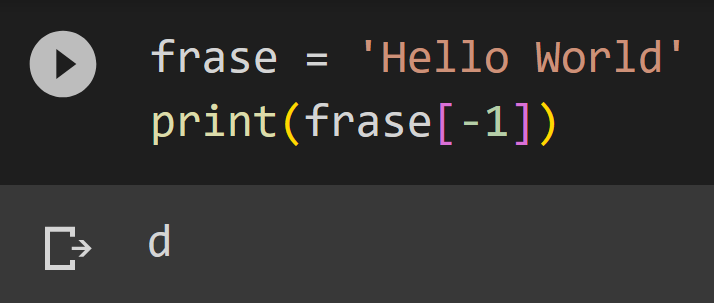 frase = 'Hello World'
print(frase[-1])
d